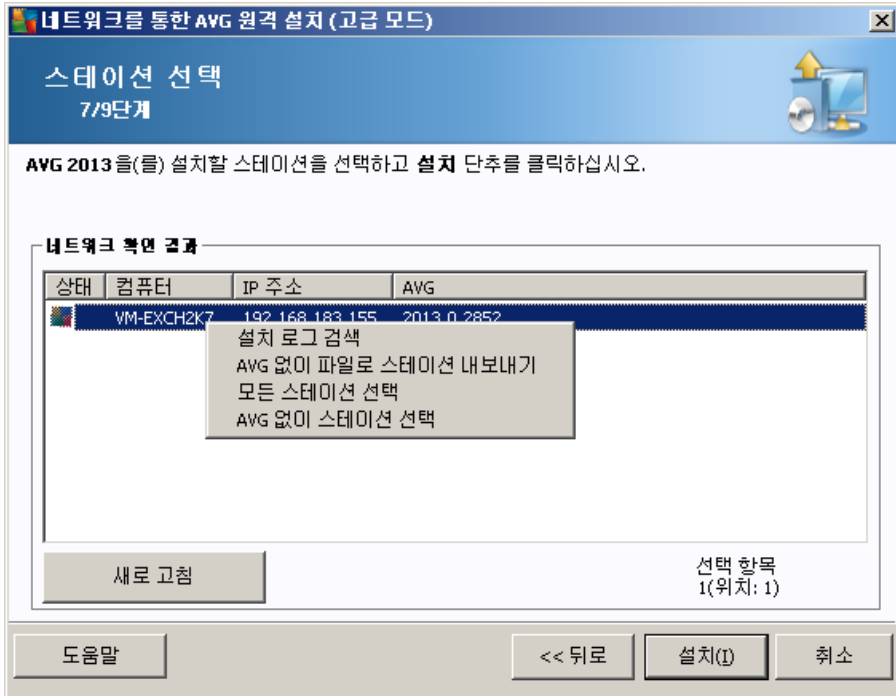 네트워크를 통한 AVG 원격 설치 (고급 모드)
스테이션 선택
7/9단계
AVG 2013을(를) 설치할 스테이션을 선택하고 설치 단추를 클릭하십시오.
네트워크 확인 결과
상태 컴퓨터 IP 주소 AVG
VM-EXCH2K7 192.168.183.155 2013.0.2852
설치 로그 검색
AVG 없이 파일로 스테이션 내보내기
모든 스테이션 선택
AVG 없이 스테이션 선택
새로 고침
선택 항목
1(위치: 1)
도움말 << 뒤로 설치(I) 취소